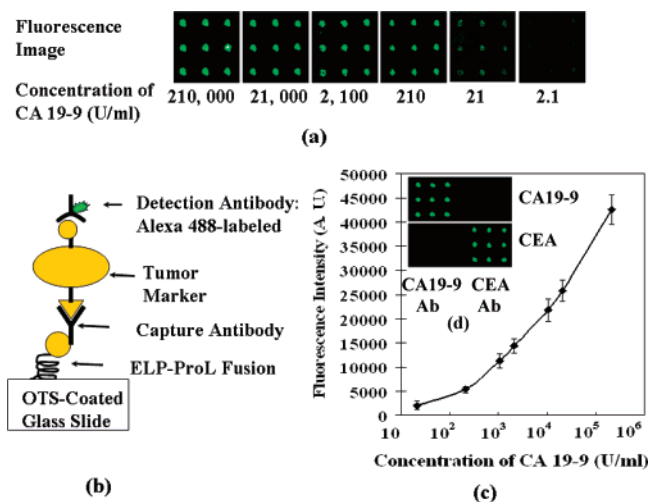 Fluorescence
Image
Concentration of
CA 19-9 (U/ml)
210, 000 21, 000 2, 100 210 21 2.1
(a)
Detection Antibody:
Alexa 488-labeled
Tumor
Marker
Capture Antibody
ELP-ProL Fusion
OTS-Coated
Glass Slide
(b)
Fluorescence Intensity (A. U.)
50000
45000
40000
35000
30000
25000
20000
15000
10000
5000
0
CA19-9
CEA
CA19-9 CEA
Ab Ab
(d)
10 10² 10³ 10⁴ 10⁵ 10⁶
Concentration of CA 19-9 (U/ml)
(c)